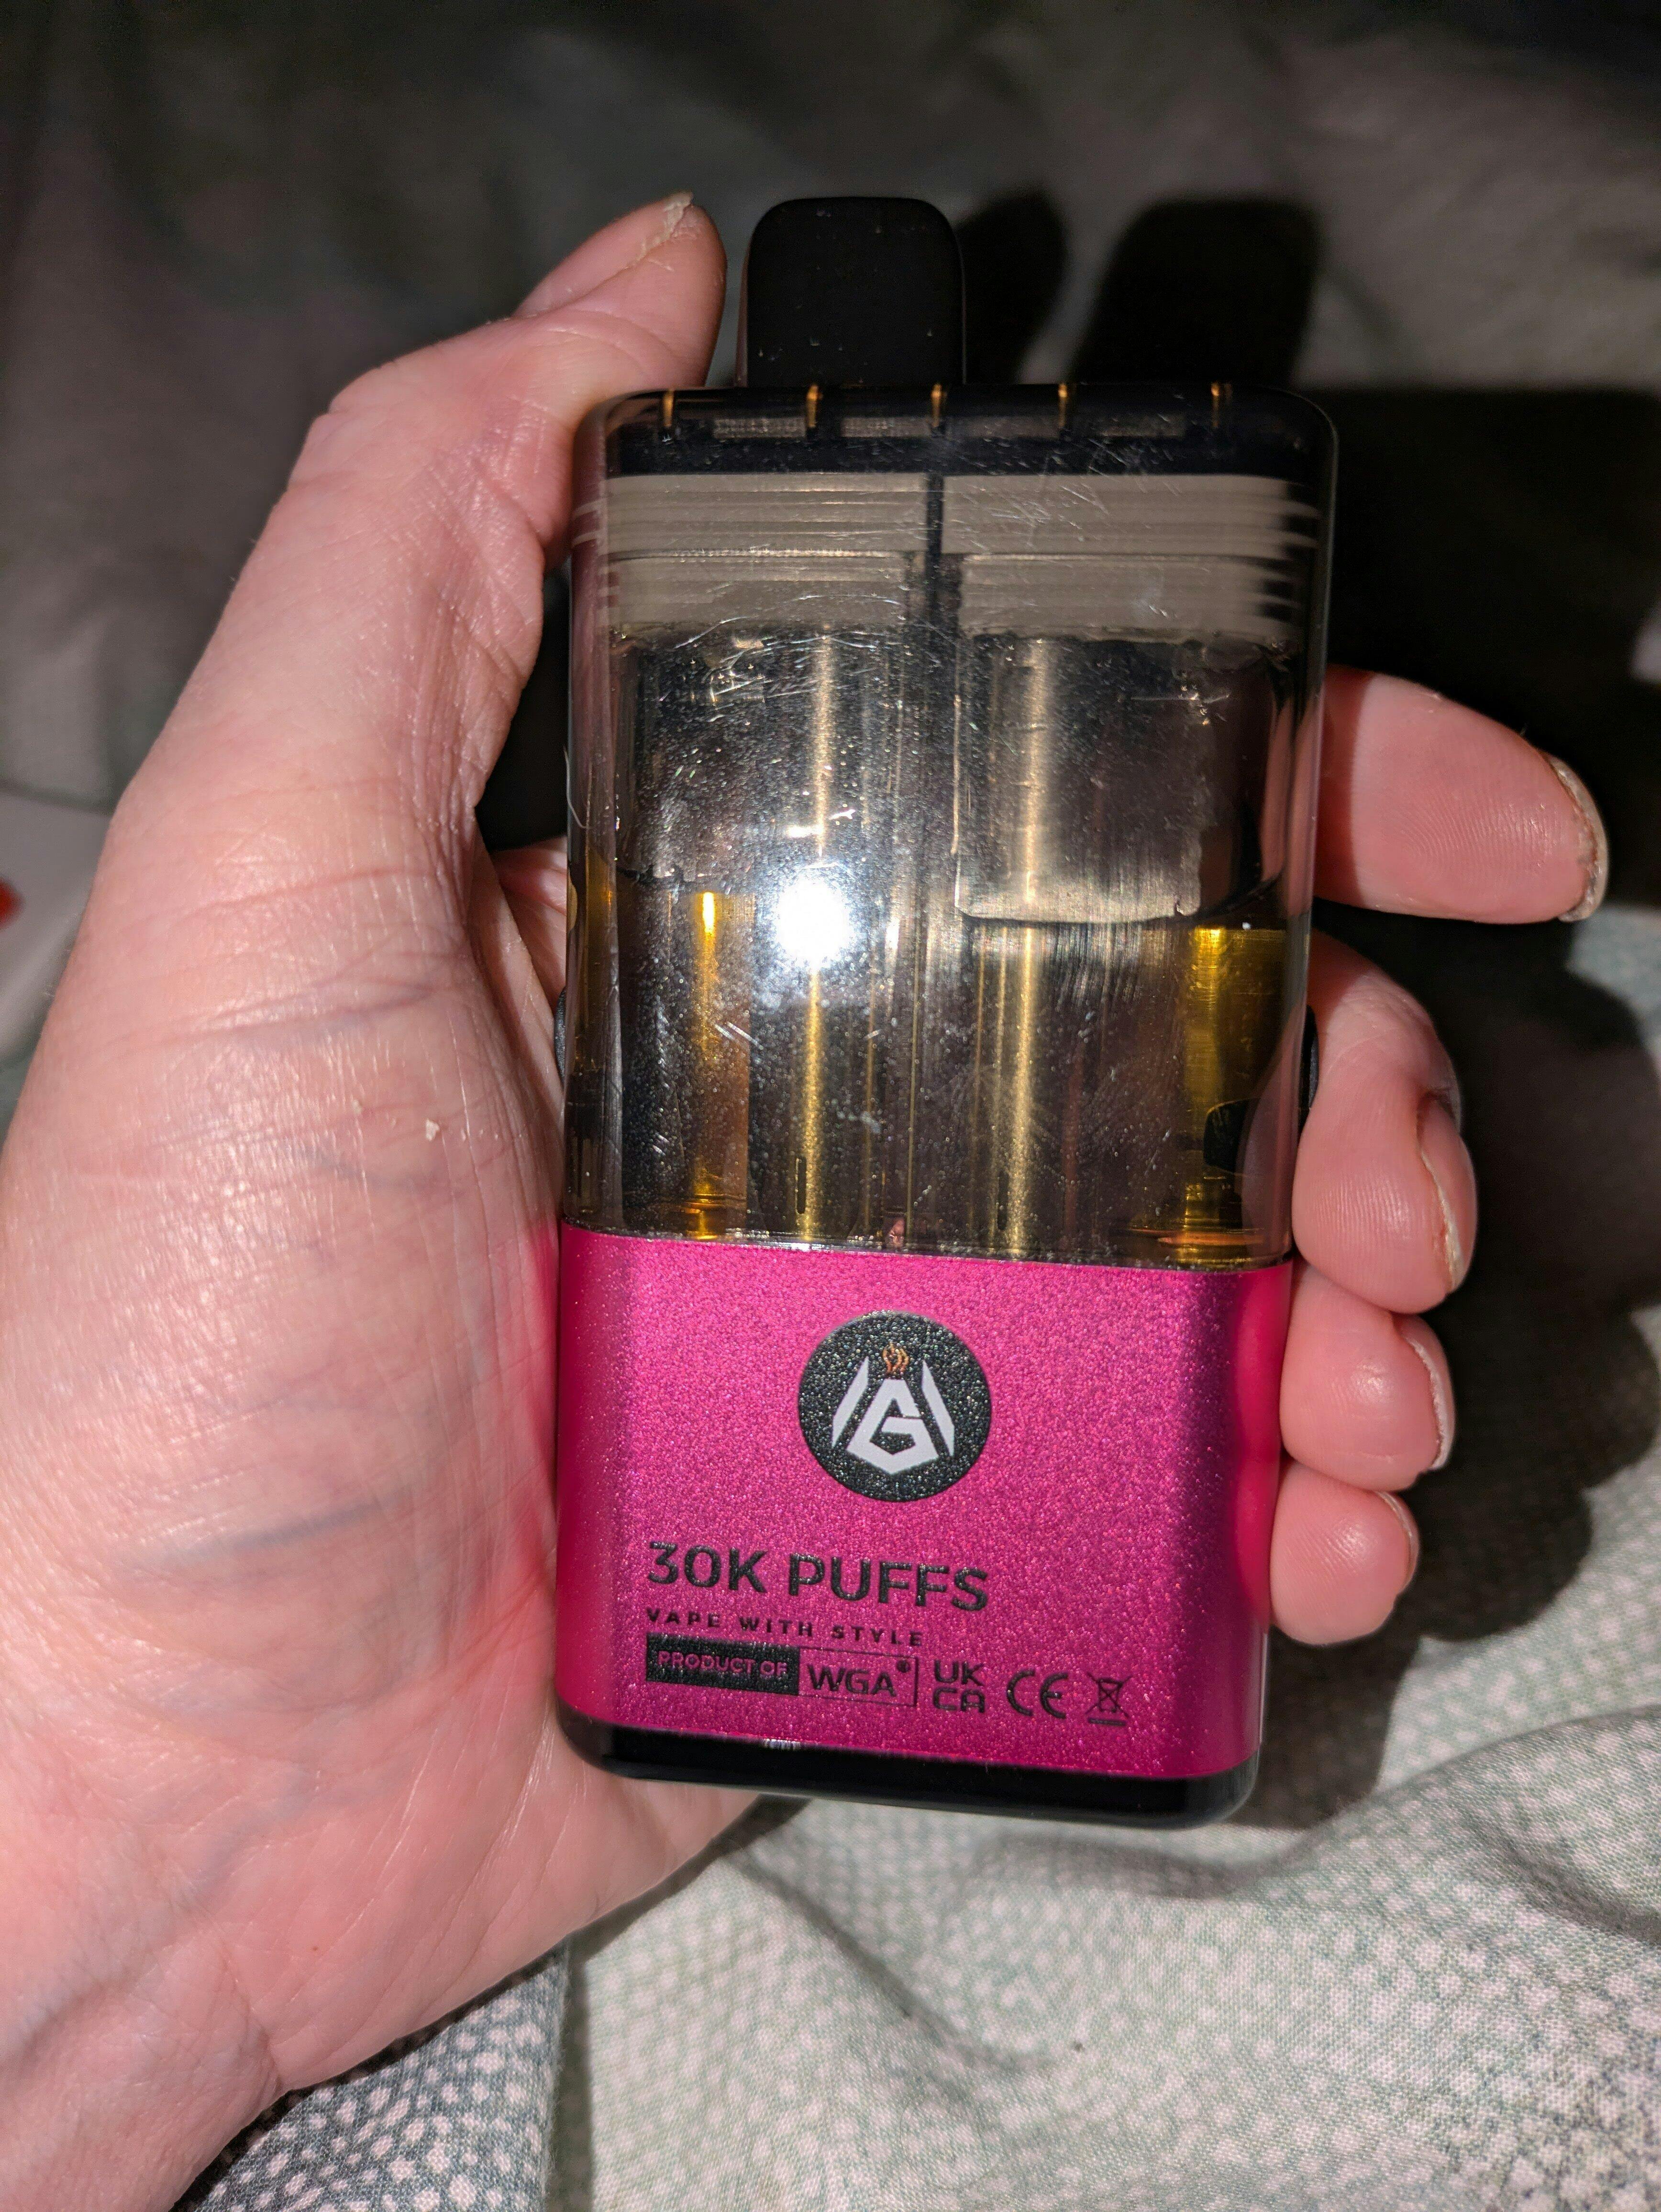 G
30K PUFFS
VAPE WITH STYLE
PRODUCT OF WGA® UK CA CE